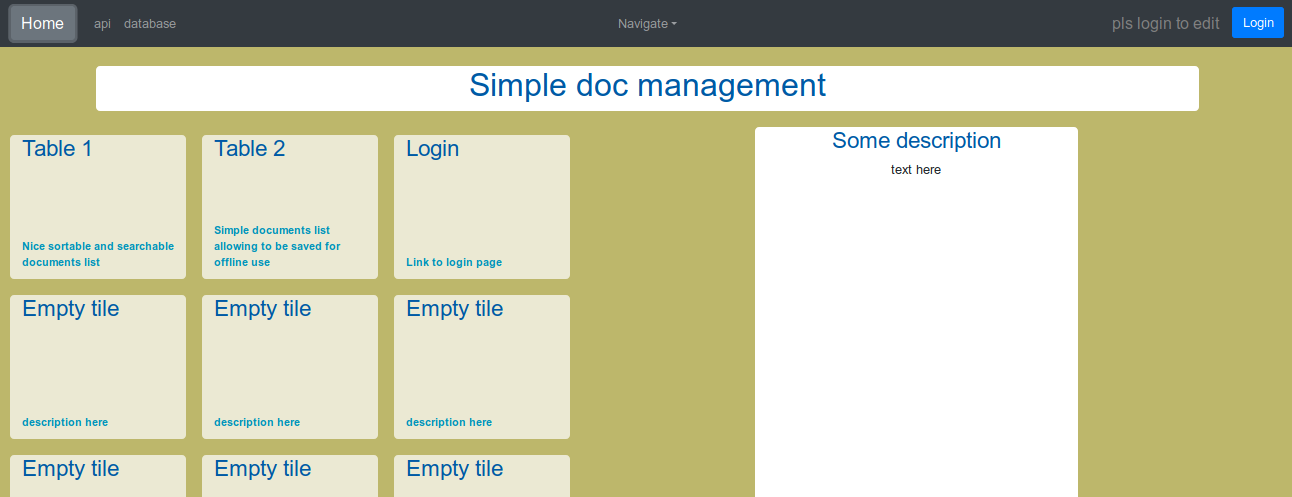 Home api database Navigate pls login to edit Login
Simple doc management
Table 1
Nice sortable and searchable
documents list
Table 2
Simple documents list
allowing to be saved for
offline use
Login
Link to login page
Some description
text here
Empty tile
description here
Empty tile
description here
Empty tile
description here
Empty tile
Empty tile
Empty tile